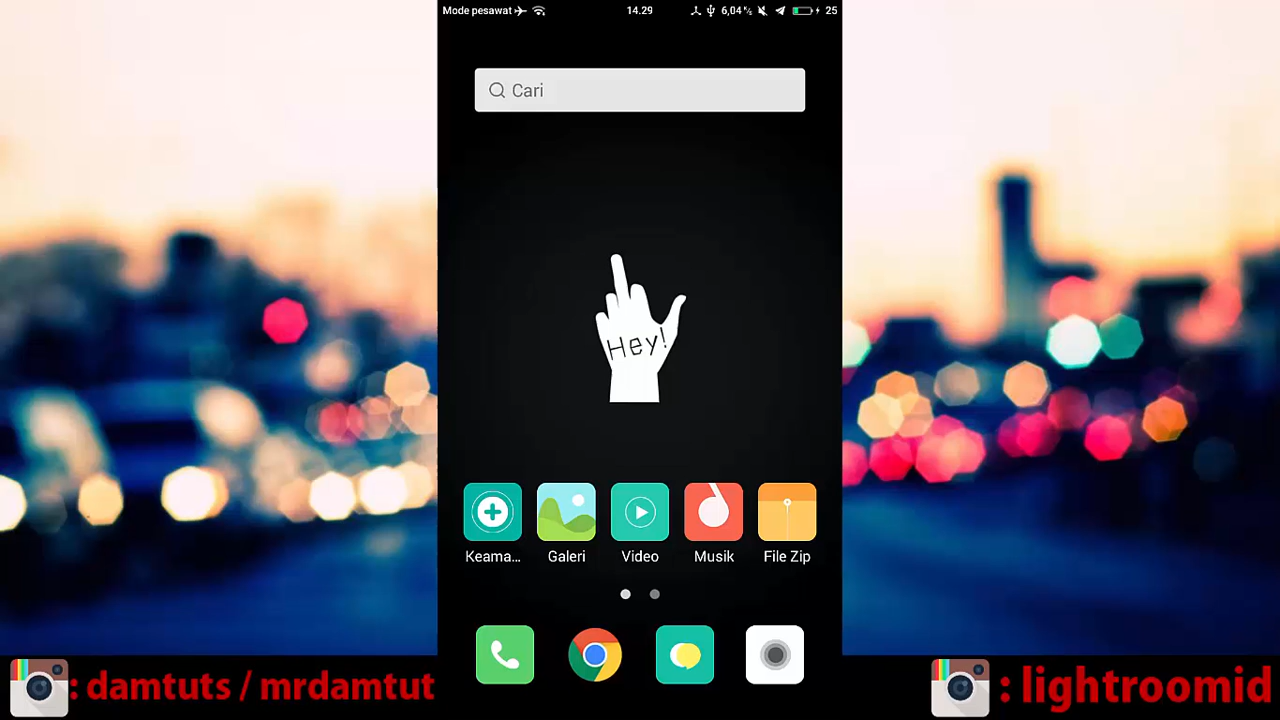 Mode pesawat 14.29 6,04 K/s 25
Cari
Hey!
Keama... Galeri Video Musik File Zip
: damtuts / mrdamtut : lightroomid